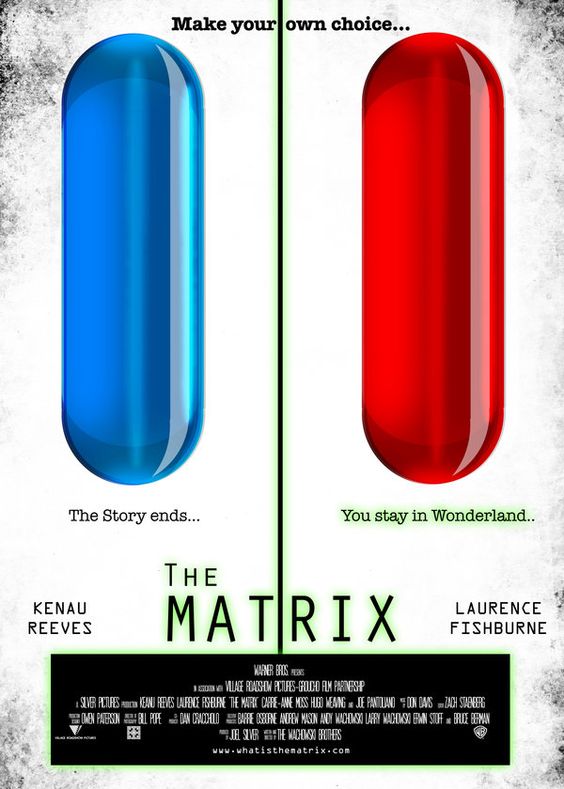 Make your own choice...
The Story ends...
You stay in Wonderland..
THE
MATRIX
KENAU
REEVES
LAURENCE
FISHBURNE
WARNER BROS. PRESENTS
IN ASSOCIATION WITH VILLAGE ROADSHOW PICTURES-GROUCHO FILM PARTNERSHIP
A SILVER PICTURES PRODUCTION KEANU REEVES LAURENCE FISHBURNE THE MATRIX CARRIE-ANNE MOSS HUGO WEAVING AND JOE PANTOLIANO MUSIC BY DON DAVIS EDITOR ZACH STAENBERG
PRODUCTION DESIGNER OWEN PATERSON DIRECTOR OF PHOTOGRAPHY BILL POPE DAN CRACCHOLO EXECUTIVE PRODUCERS BARRIE OSBORNE ANDREW MASON ANDY WACHOWSKI LARRY WACHOWSKI ERWIN STOFF AND BRUCE BERMAN
PRODUCED BY JOEL SILVER WRITTEN AND DIRECTED BY THE WACHOWSKI BROTHERS
VILLAGE ROADSHOW PICTURES
www.whatisthematrix.com